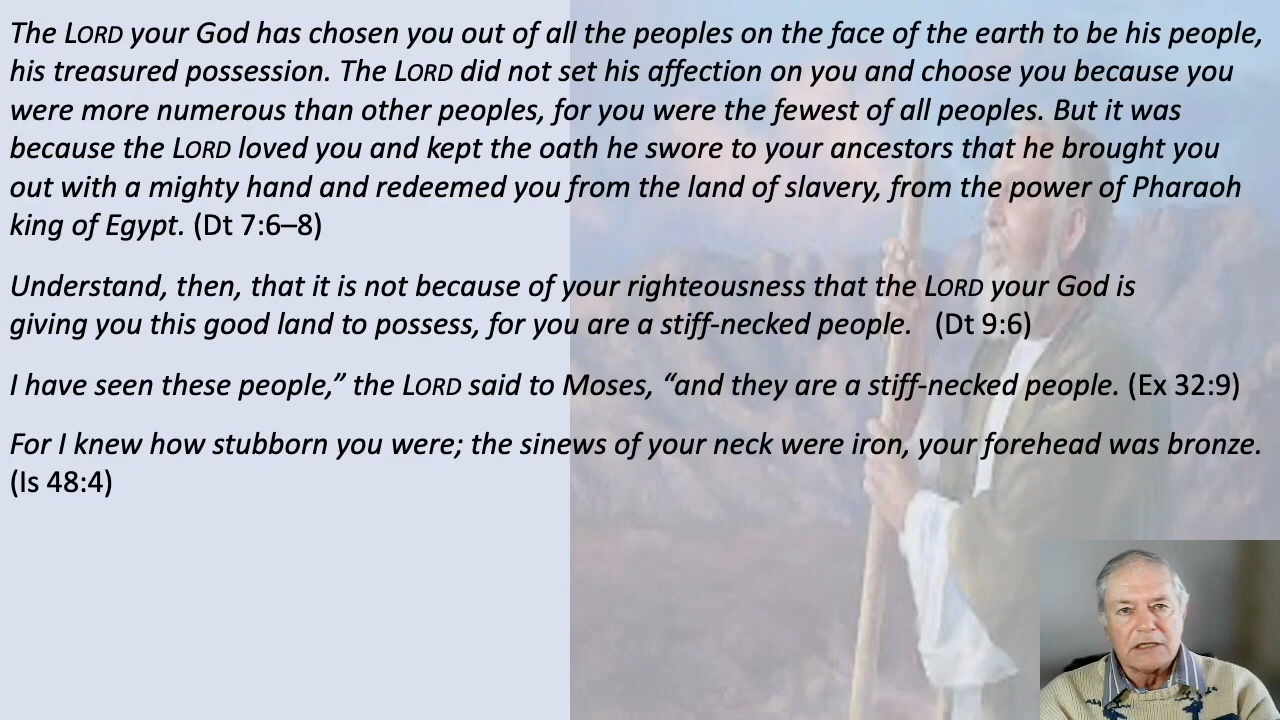 The LORD your God has chosen you out of all the peoples on the face of the earth to be his people,
his treasured possession. The LORD did not set his affection on you and choose you because you
were more numerous than other peoples, for you were the fewest of all peoples. But it was
because the LORD loved you and kept the oath he swore to your ancestors that he brought you
out with a mighty hand and redeemed you from the land of slavery, from the power of Pharaoh
king of Egypt. (Dt 7:6–8)
Understand, then, that it is not because of your righteousness that the LORD your God is
giving you this good land to possess, for you are a stiff-necked people. (Dt 9:6)
I have seen these people,” the LORD said to Moses, “and they are a stiff-necked people. (Ex 32:9)
For I knew how stubborn you were; the sinews of your neck were iron, your forehead was bronze.
(Is 48:4)